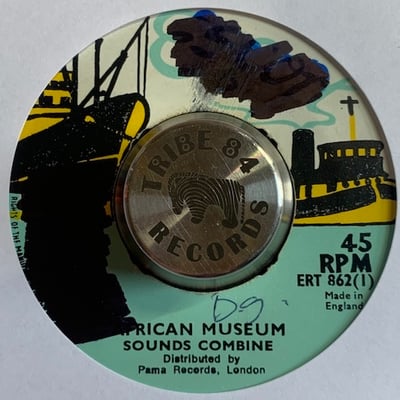 TRIBE 84
RECORDS
45
RPM
ERT 862(1)
Made in
England
AFRICAN MUSEUM
SOUNDS COMBINE
Distributed by
Pama Records, London